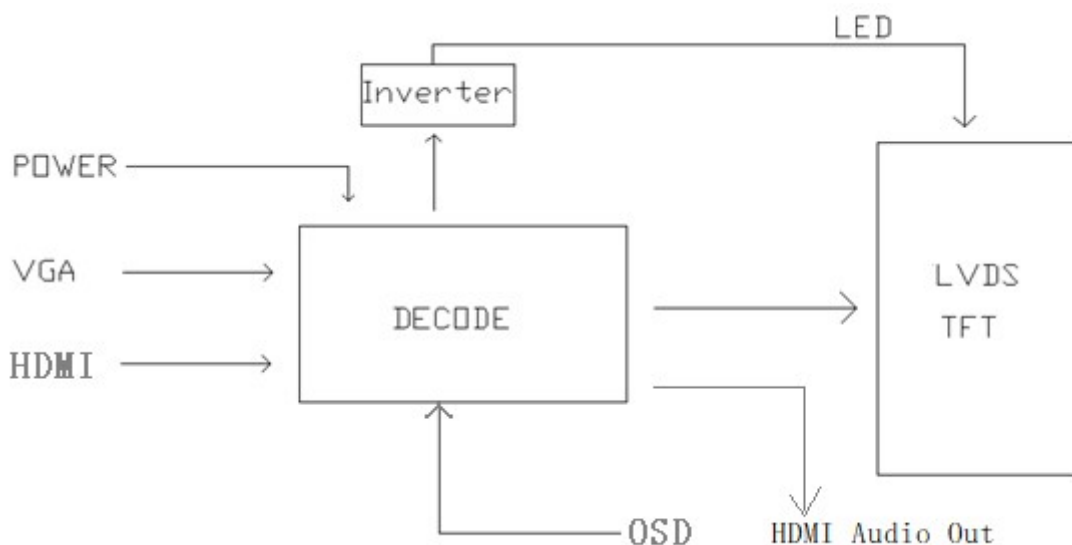 LED
Inverter
POWER
VGA
HDMI
DECODE
LVDS
TFT
OSD
HDMI Audio Out